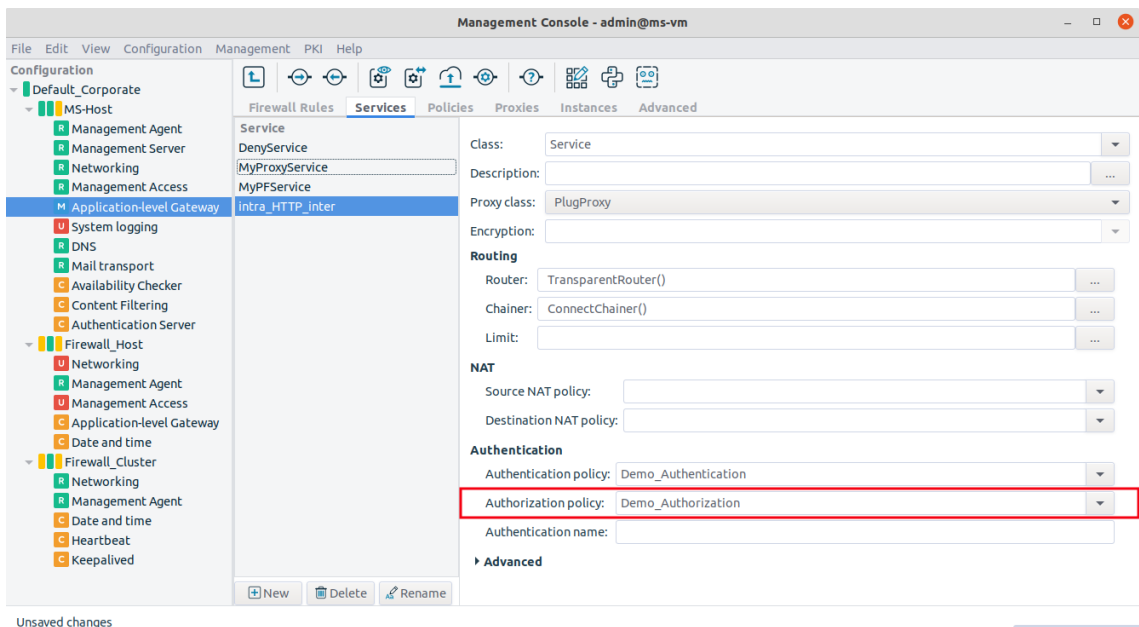 Management Console - admin@ms-vm
File Edit View Configuration Management PKI Help
Configuration
Default_Corporate
MS-Host
R Management Agent
R Management Server
R Networking
R Management Access
M Application-level Gateway
U System logging
R DNS
R Mail transport
C Availability Checker
C Content Filtering
C Authentication Server
Firewall_Host
U Networking
R Management Agent
U Management Access
C Application-level Gateway
C Date and time
Firewall_Cluster
R Networking
R Management Agent
C Date and time
C Heartbeat
C Keepalived
Firewall Rules Services Policies Proxies Instances Advanced
Service
DenyService
MyProxyService
MyPFService
intra_HTTP_inter
New Delete Rename
Class: Service
Description: ...
Proxy class: PlugProxy
Encryption:
Routing
Router: TransparentRouter() ...
Chainer: ConnectChainer() ...
Limit: ...
NAT
Source NAT policy:
Destination NAT policy:
Authentication
Authentication policy: Demo_Authentication
Authorization policy: Demo_Authorization
Authentication name:
Advanced
Unsaved changes